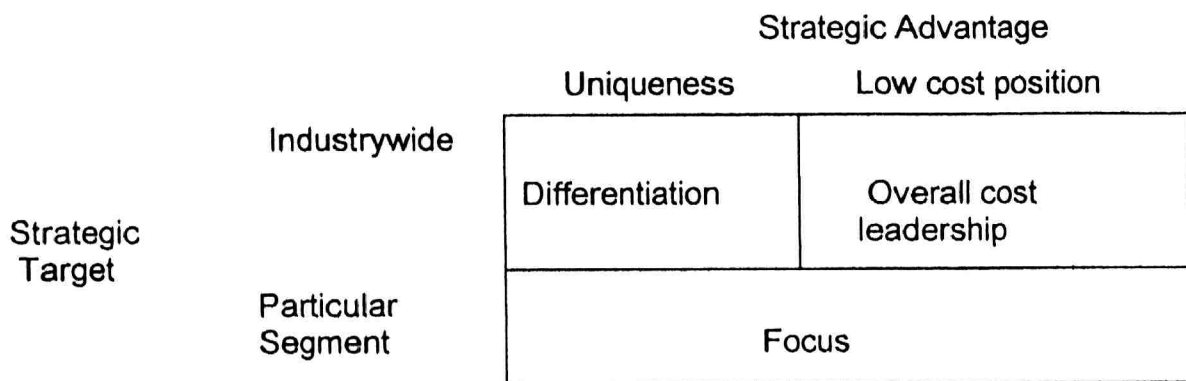 Strategic Advantage
Uniqueness Low cost position
Industrywide
Differentiation Overall cost
leadership
Strategic
Target
Particular
Segment
Focus